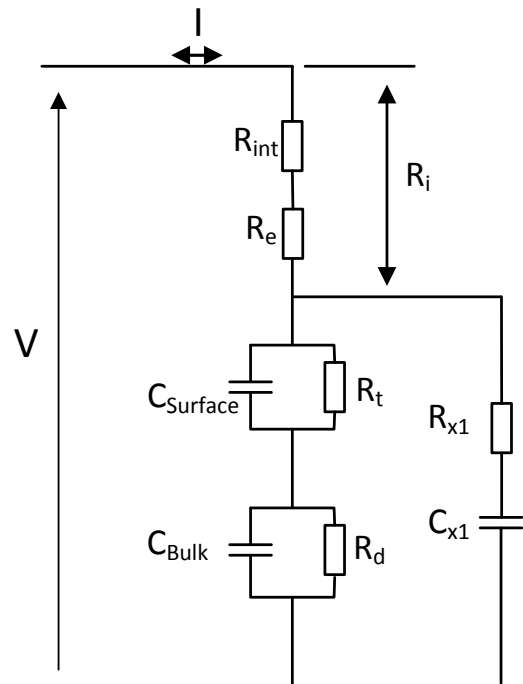 I
R_int
R_i
R_e
V
C_Surface
R_t
R_x1
C_x1
C_Bulk
R_d